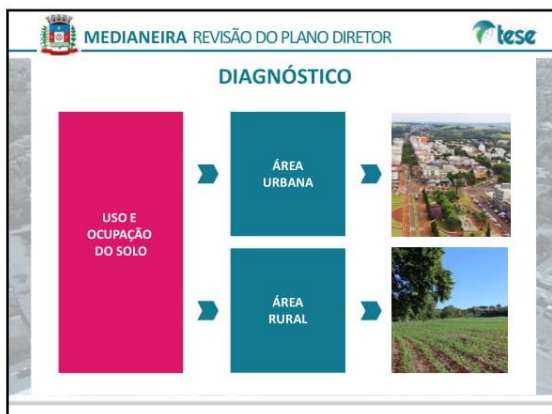 MEDIANEIRA REVISÃO DO PLANO DIRETOR
tese
DIAGNÓSTICO
USO E
OCUPAÇÃO
DO SOLO
ÁREA
URBANA
ÁREA
RURAL